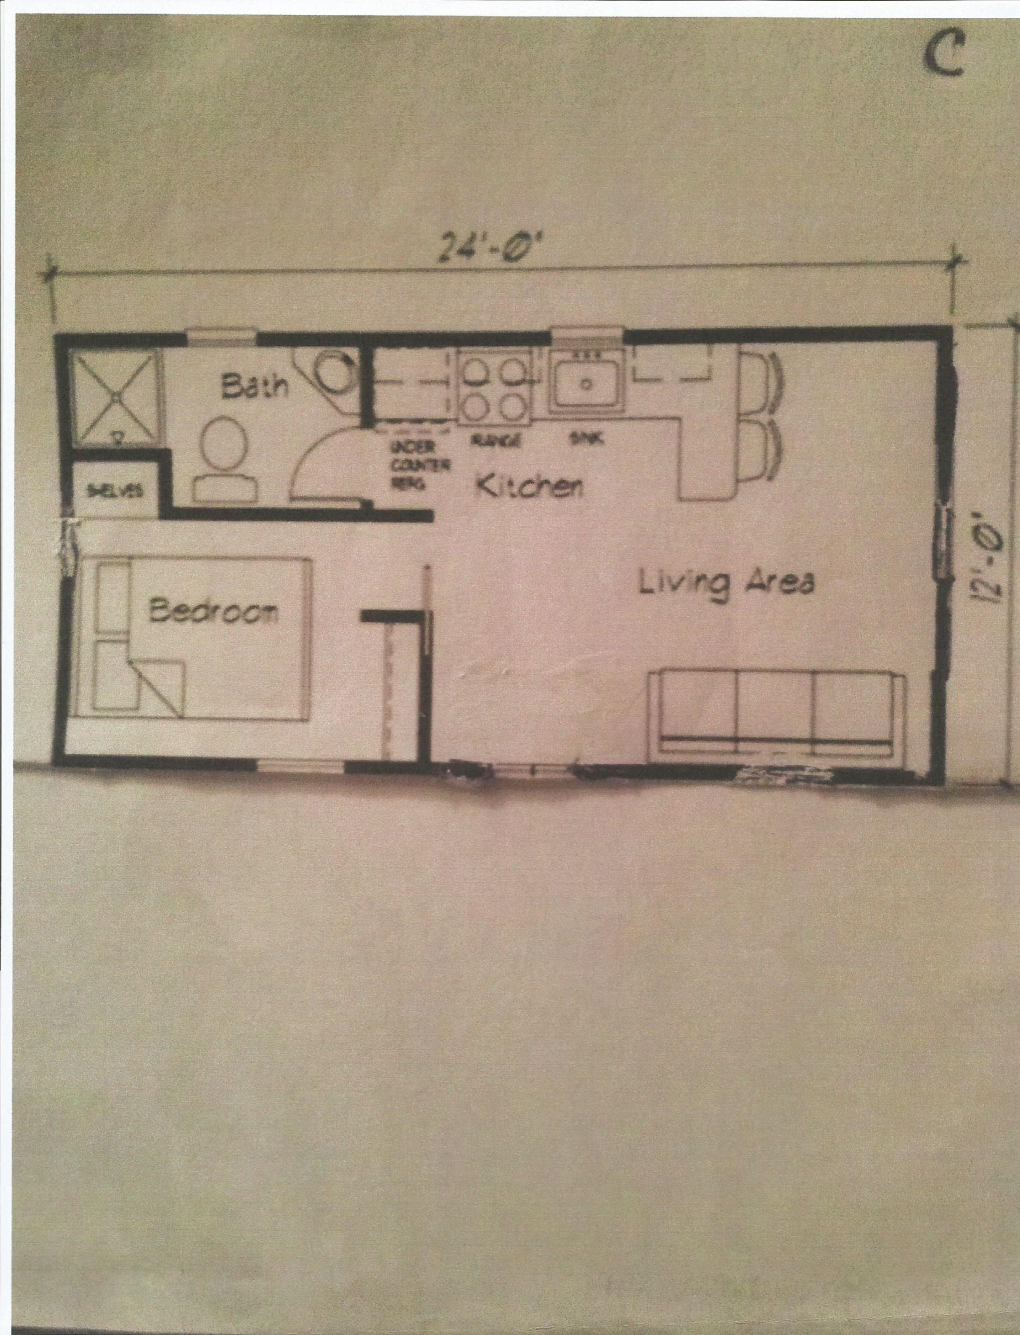 C
24'-0'
Bath
UNDER
COUNTER
REFG
RANGE
SINK
SHELVES
Kitchen
12'-0'
Living Area
Bedroom